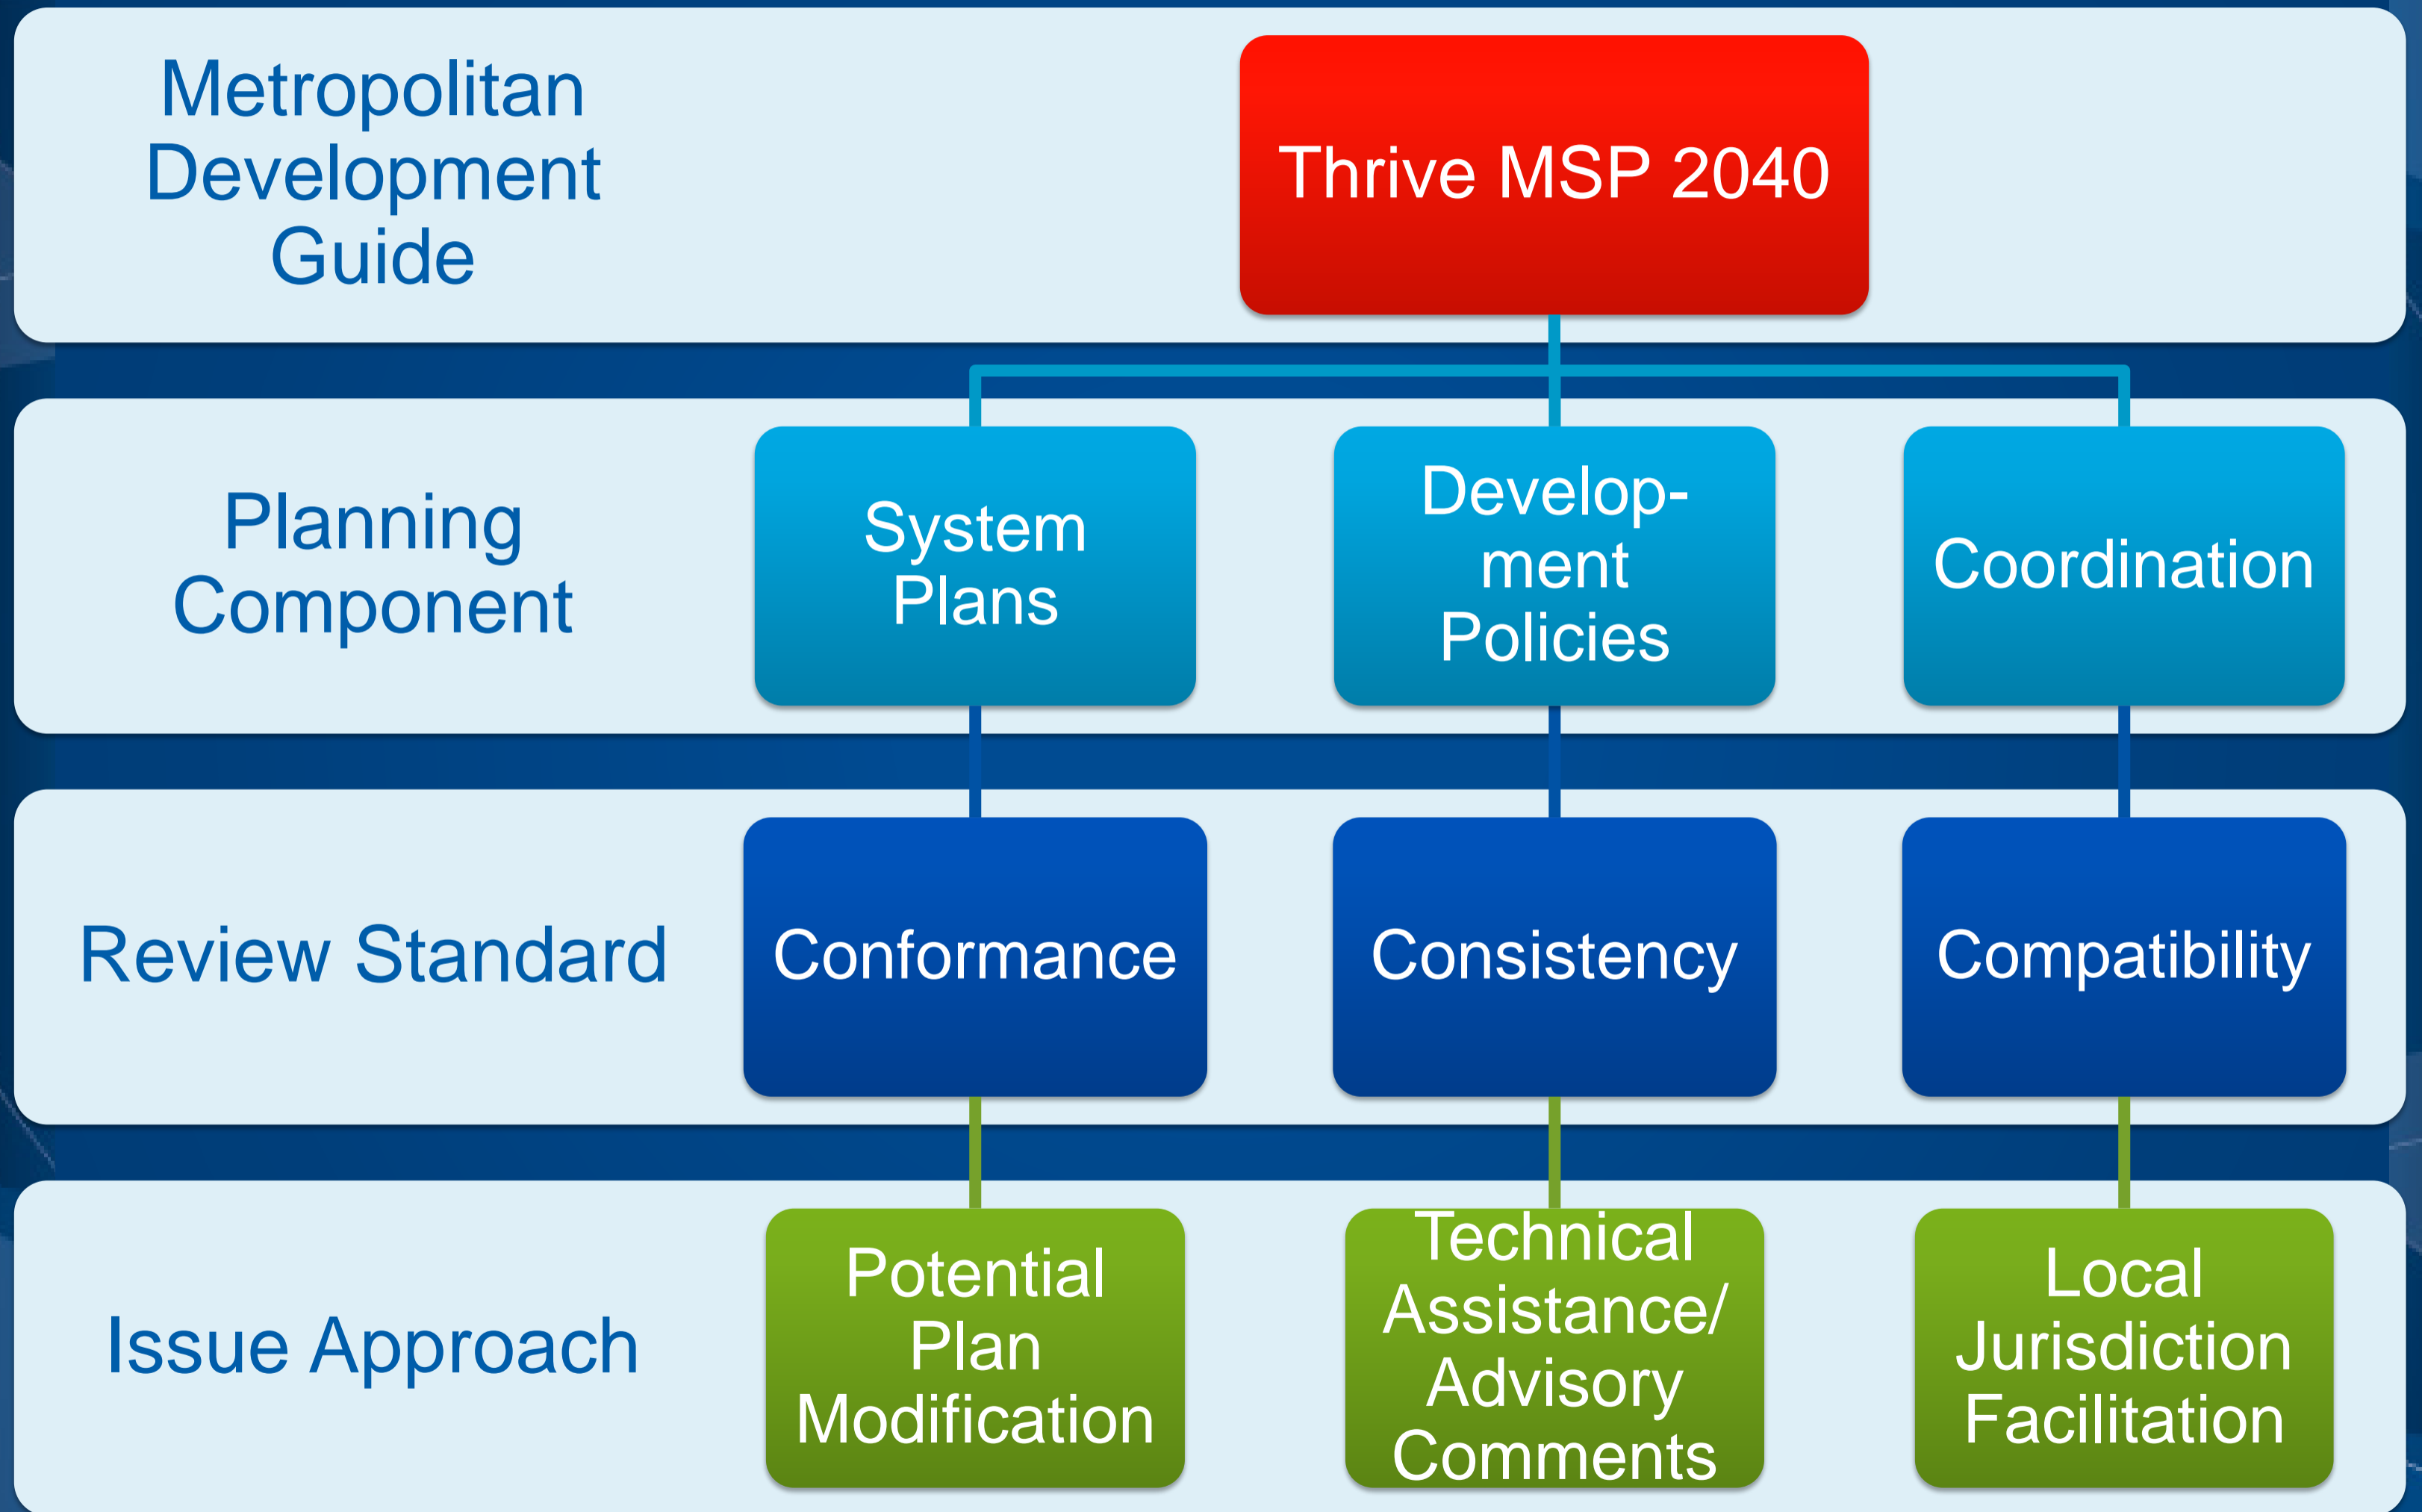 Metropolitan
Development
Guide
Thrive MSP 2040
Planning
Component
System
Plans
Develop-
ment
Policies
Coordination
Review Standard
Conformance
Consistency
Compatibility
Issue Approach
Potential
Plan
Modification
Technical
Assistance/
Advisory
Comments
Local
Jurisdiction
Facilitation